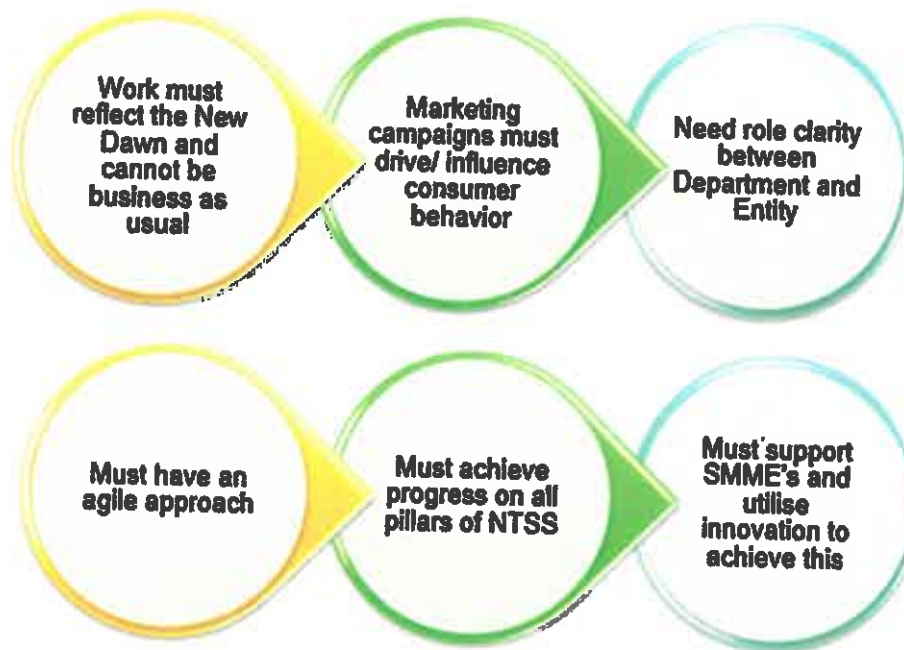 Work must
reflect the New
Dawn and
cannot be
business as
usual
Marketing
campaigns must
drive/ influence
consumer
behavior
Need role clarity
between
Department and
Entity
Must have an
agile approach
Must achieve
progress on all
pillars of NTSS
Must support
SMME's and
utilise
innovation to
achieve this